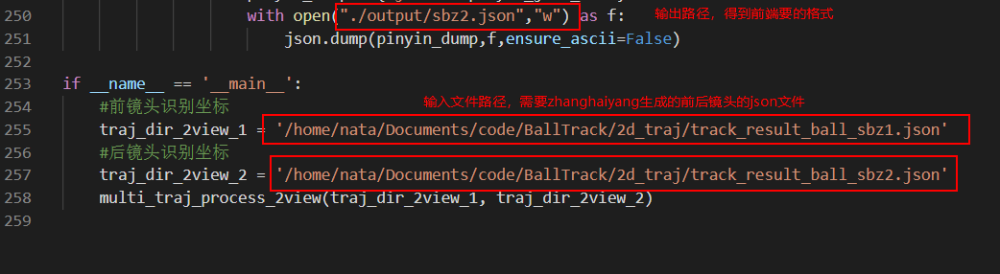 250 with open("./output/sbz2.json","w") as f: 输出路径，得到前端要的格式
251 json.dump(pinyin_dump,f,ensure_ascii=False)
252
253 if __name__ == '__main__':
254 #前镜头识别坐标 输入文件路径，需要zhanghaiyang生成的前后镜头的json文件
255 traj_dir_2view_1 = '/home/nata/Documents/code/BallTrack/2d_traj/track_result_ball_sbz1.json'
256 #后镜头识别坐标
257 traj_dir_2view_2 = '/home/nata/Documents/code/BallTrack/2d_traj/track_result_ball_sbz2.json'
258 multi_traj_process_2view(traj_dir_2view_1, traj_dir_2view_2)
259